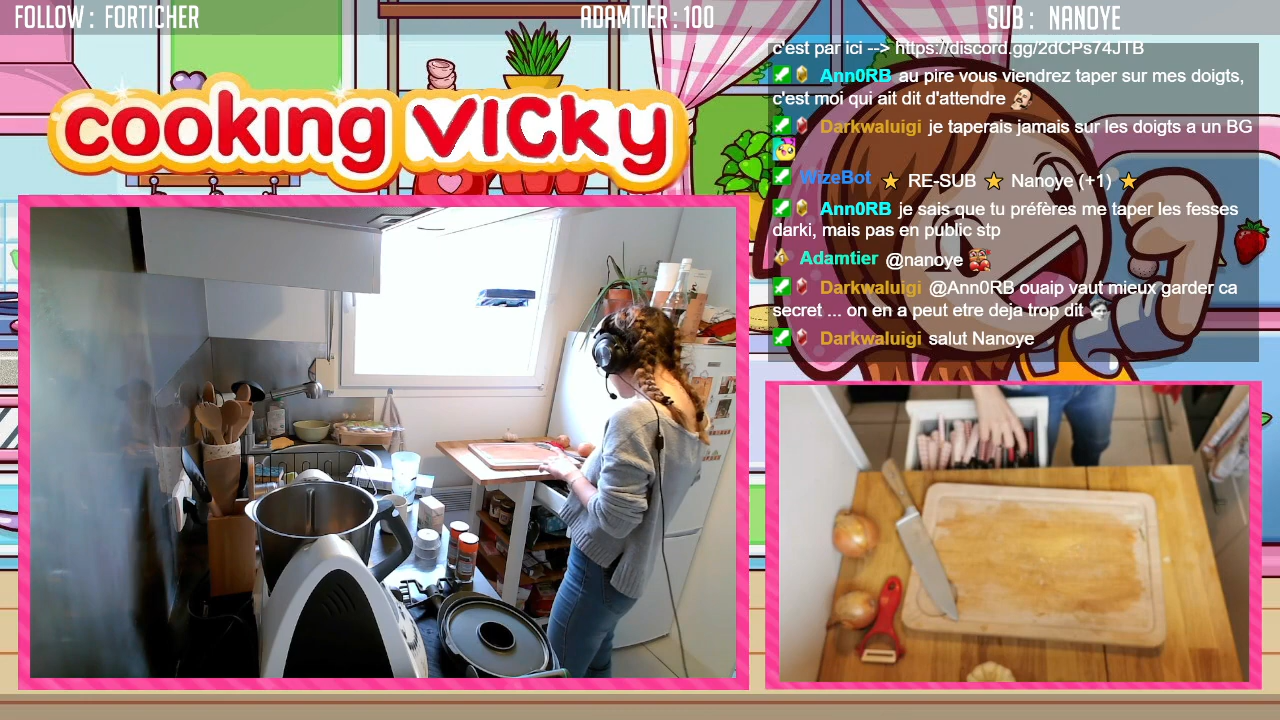 FOLLOW : FORTICHER
ADAMTIER : 100
SUB : NANOYE
cooking VICky
c'est par ici --> https://discord.gg/2dCPs74JTB
Ann0RB au pire vous viendrez taper sur mes doigts,
c'est moi qui ait dit d'attendre
Darkwaluigi je taperais jamais sur les doigts a un BG
WizeBot RE-SUB Nanoye (+1)
Ann0RB je sais que tu préfères me taper les fesses
darki, mais pas en public stp
Adamtier @nanoye
Darkwaluigi @Ann0RB ouaip vaut mieux garder ca
secret ... on en a peut etre deja trop dit
Darkwaluigi salut Nanoye